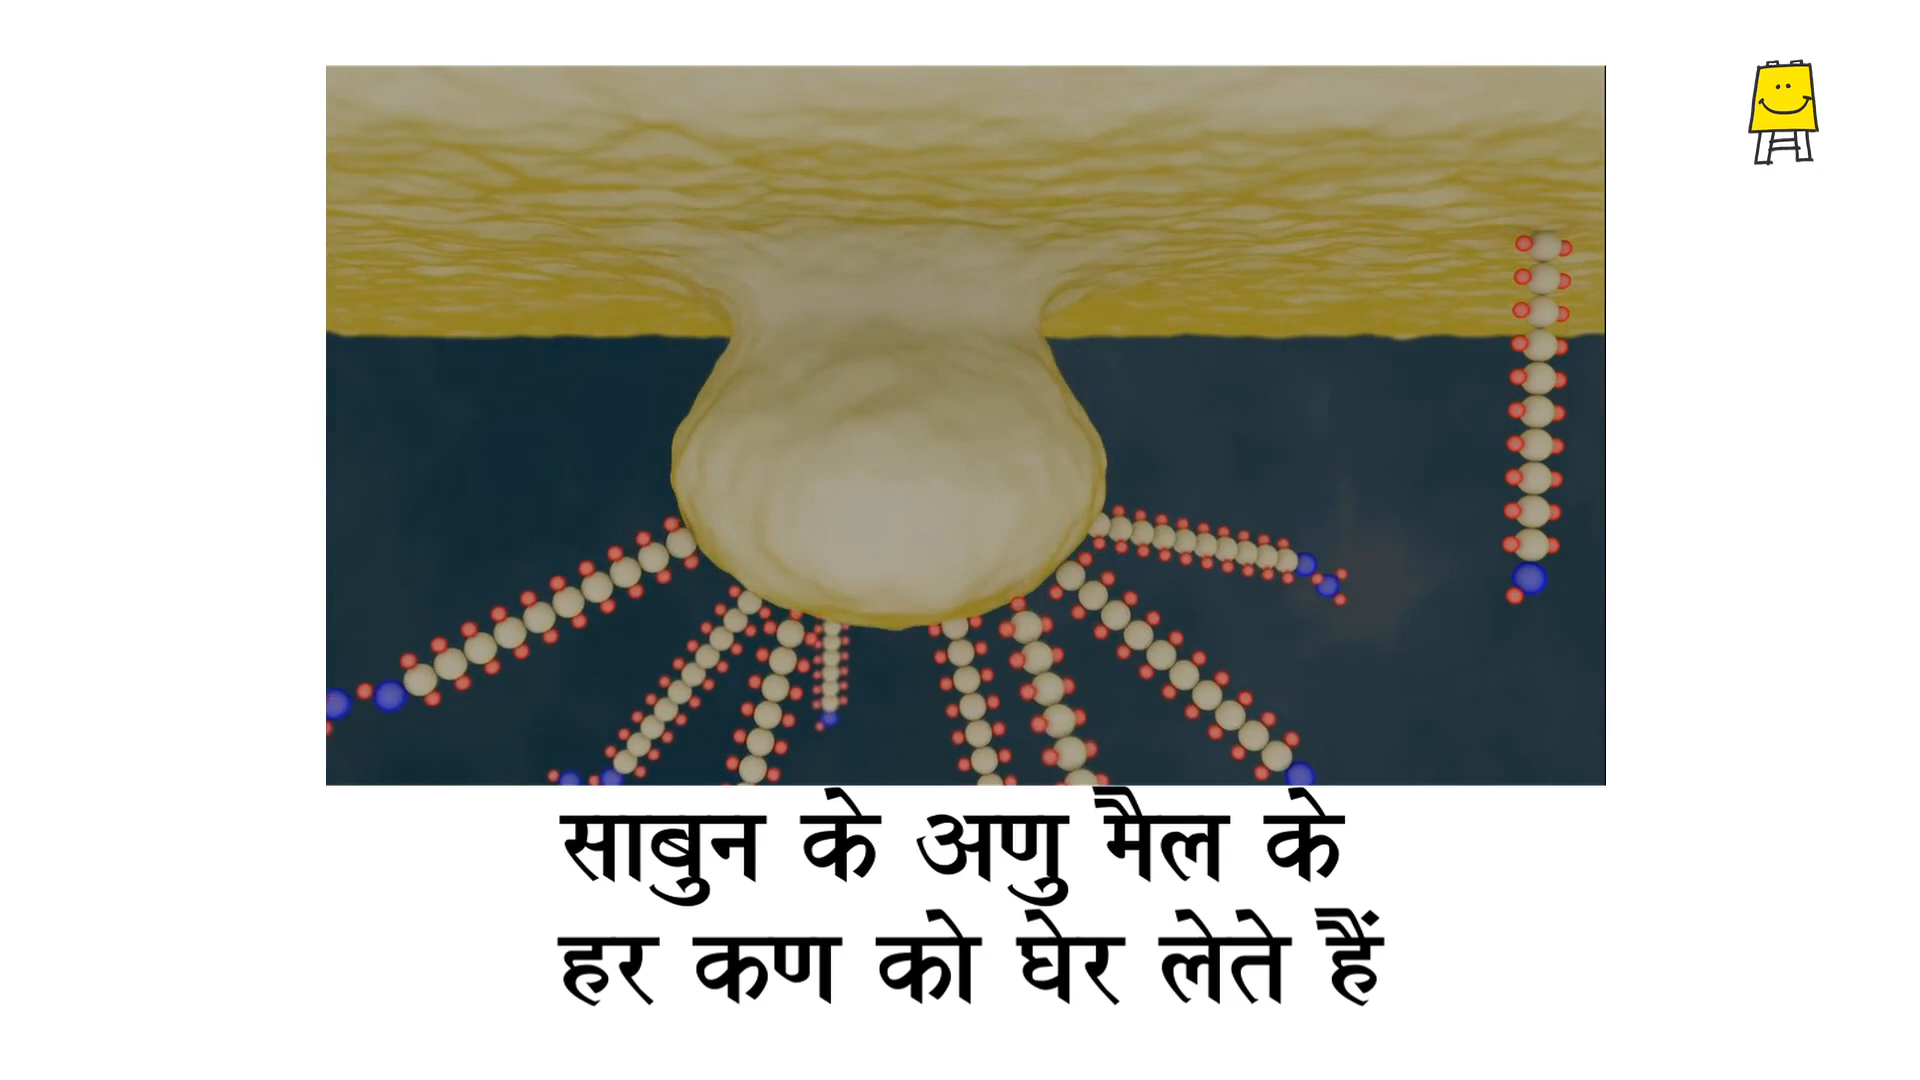 साबुन के अणु मैल के
हर कण को घेर लेते हैं